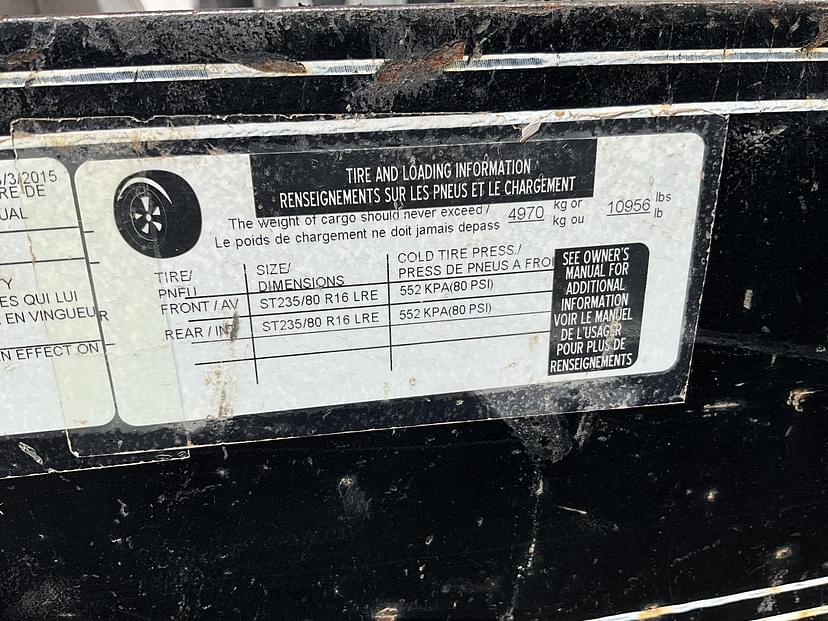 /3/2015
RE DE
UAL
Y
ES QUI LUI
EN VINGUEUR
N EFFECT ON
TIRE AND LOADING INFORMATION
RENSEIGNEMENTS SUR LES PNEUS ET LE CHARGEMENT
The weight of cargo should never exceed / 4970 kg or 10956 lbs
Le poids de chargement ne doit jamais depass kg ou lb
TIRE/ SIZE/ COLD TIRE PRESS./
PNEU DIMENSIONS PRESS DE PNEUS A FRO
FRONT / AV ST235/80 R16 LRE 552 KPA(80 PSI)
REAR / ST235/80 R16 LRE 552 KPA(80 PSI)
SEE OWNER'S
MANUAL FOR
ADDITIONAL
INFORMATION
VOIR LE MANUEL
DE L'USAGER
POUR PLUS DE
RENSEIGNEMENTS